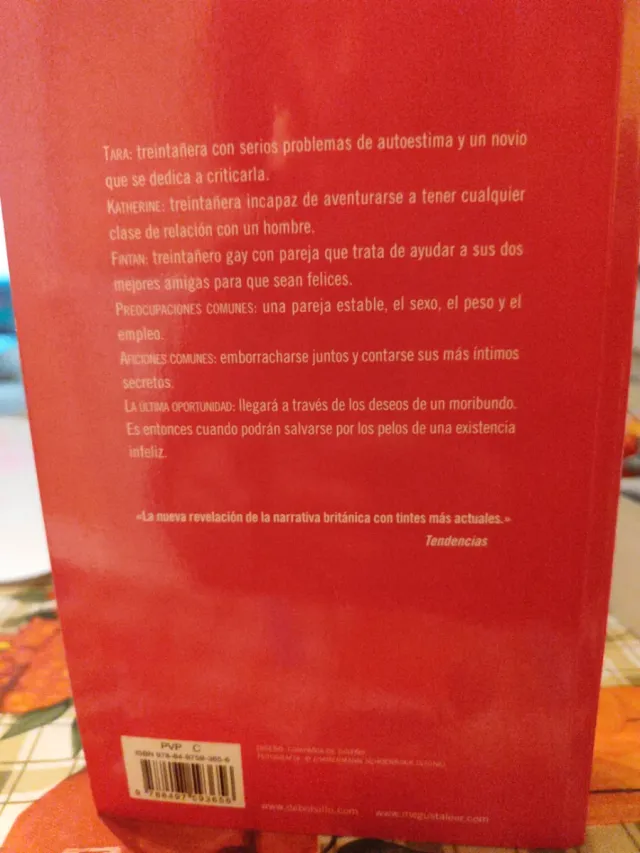 TARA: treintañera con serios problemas de autoestima y un novio
que se dedica a criticarla.
KATHERINE: treintañera incapaz de aventurarse a tener cualquier
clase de relación con un hombre.
FINTAN: treintañero gay con pareja que trata de ayudar a sus dos
mejores amigas para que sean felices.
PREOCUPACIONES COMUNES: una pareja estable, el sexo, el peso y el
empleo.
AFICIONES COMUNES: emborracharse juntos y contarse sus más íntimos
secretos.
LA ÚLTIMA OPORTUNIDAD: llegará a través de los deseos de un moribundo.
Es entonces cuando podrán salvarse por los pelos de una existencia
infeliz.
«La nueva revelación de la narrativa británica con tintes más actuales.»
Tendencias
PVP C
ISBN
www.debolsillo.com
www.megustaleer.com